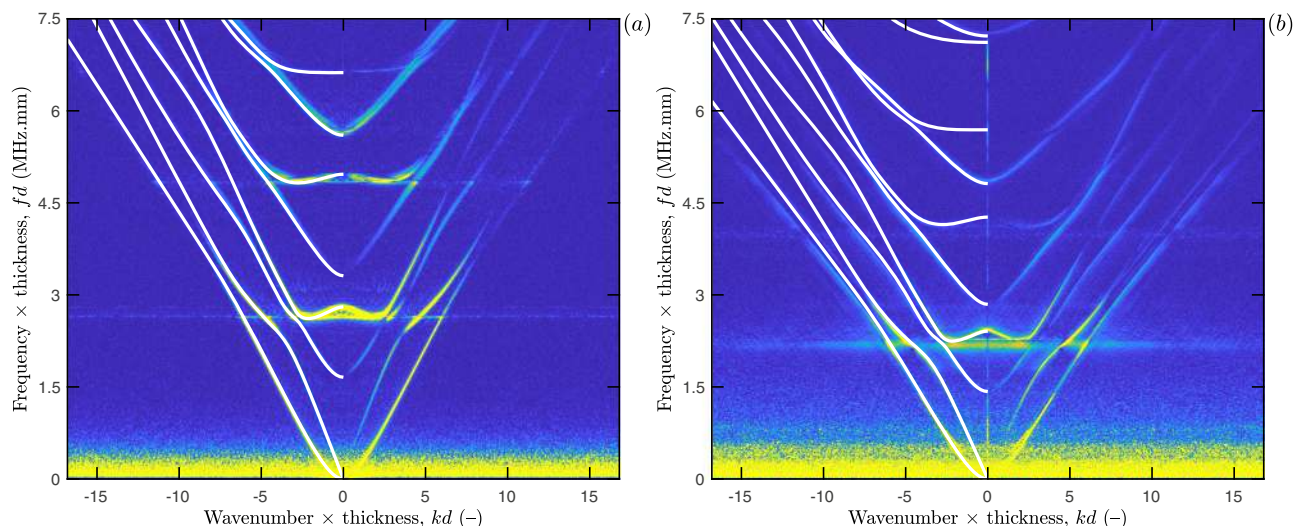 7.5
6
4.5
3
1.5
0
Frequency × thickness, fd (MHz.mm)
-15 -10 -5 0 5 10 15
Wavenumber × thickness, kd (–)
(a)
7.5
6
4.5
3
1.5
0
Frequency × thickness, fd (MHz.mm)
-15 -10 -5 0 5 10 15
Wavenumber × thickness, kd (–)
(b)